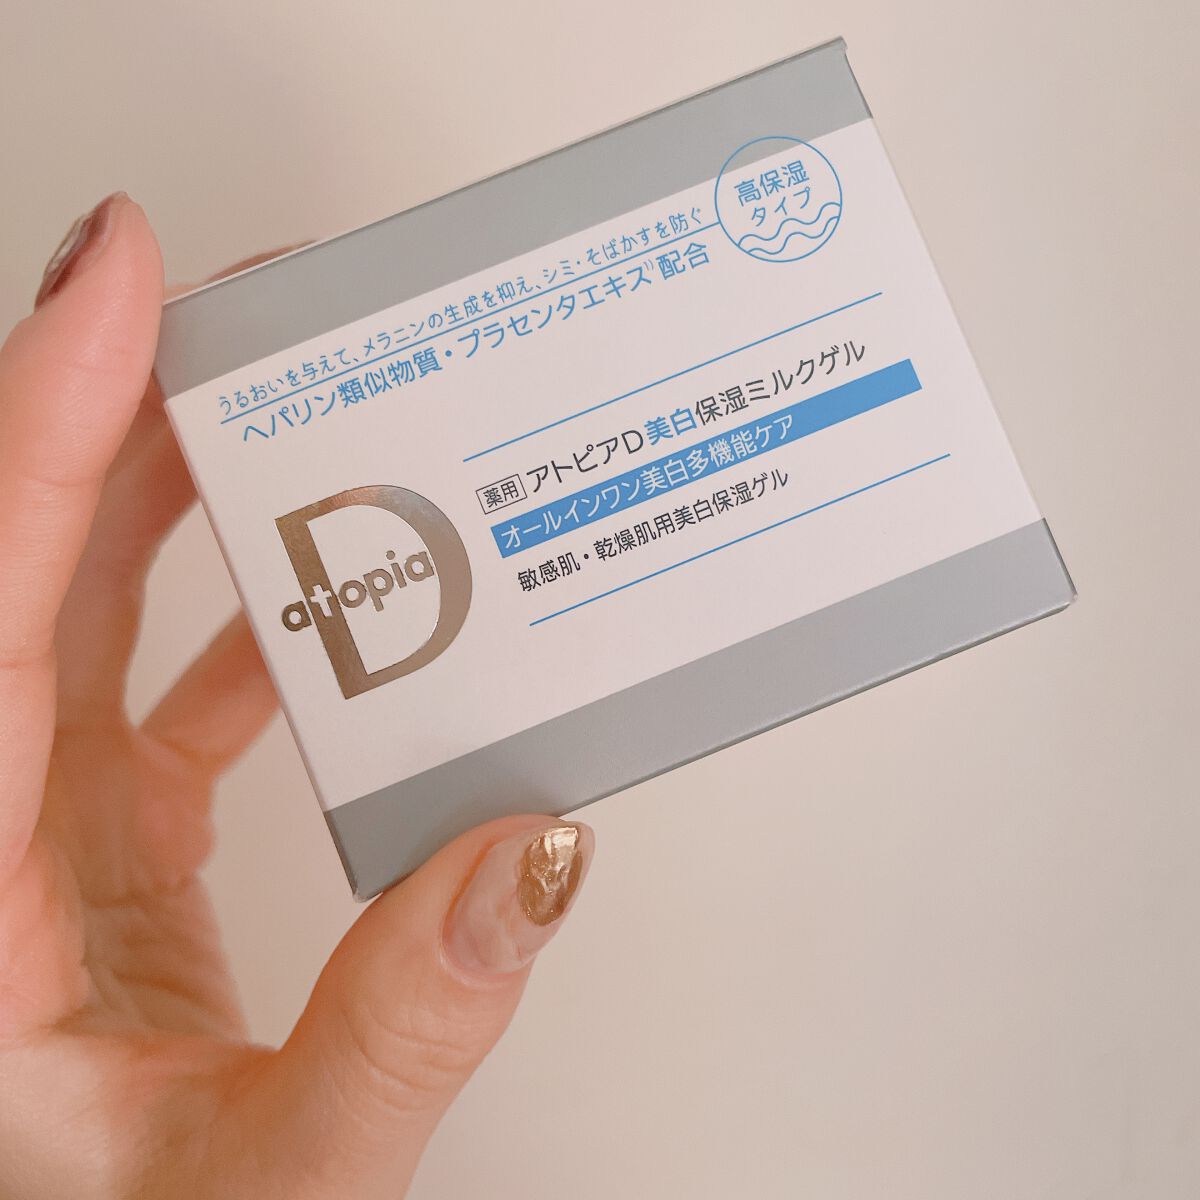 高保湿
タイプ
うるおいを与えて、メラニンの生成を抑え、シミ・そばかすを防ぐ
ヘパリン類似物質・プラセンタエキス1)配合
薬用 アトピアD美白保湿ミルクゲル
オールインワン美白多機能ケア
敏感肌・乾燥肌用美白保湿ゲル
D
atopia